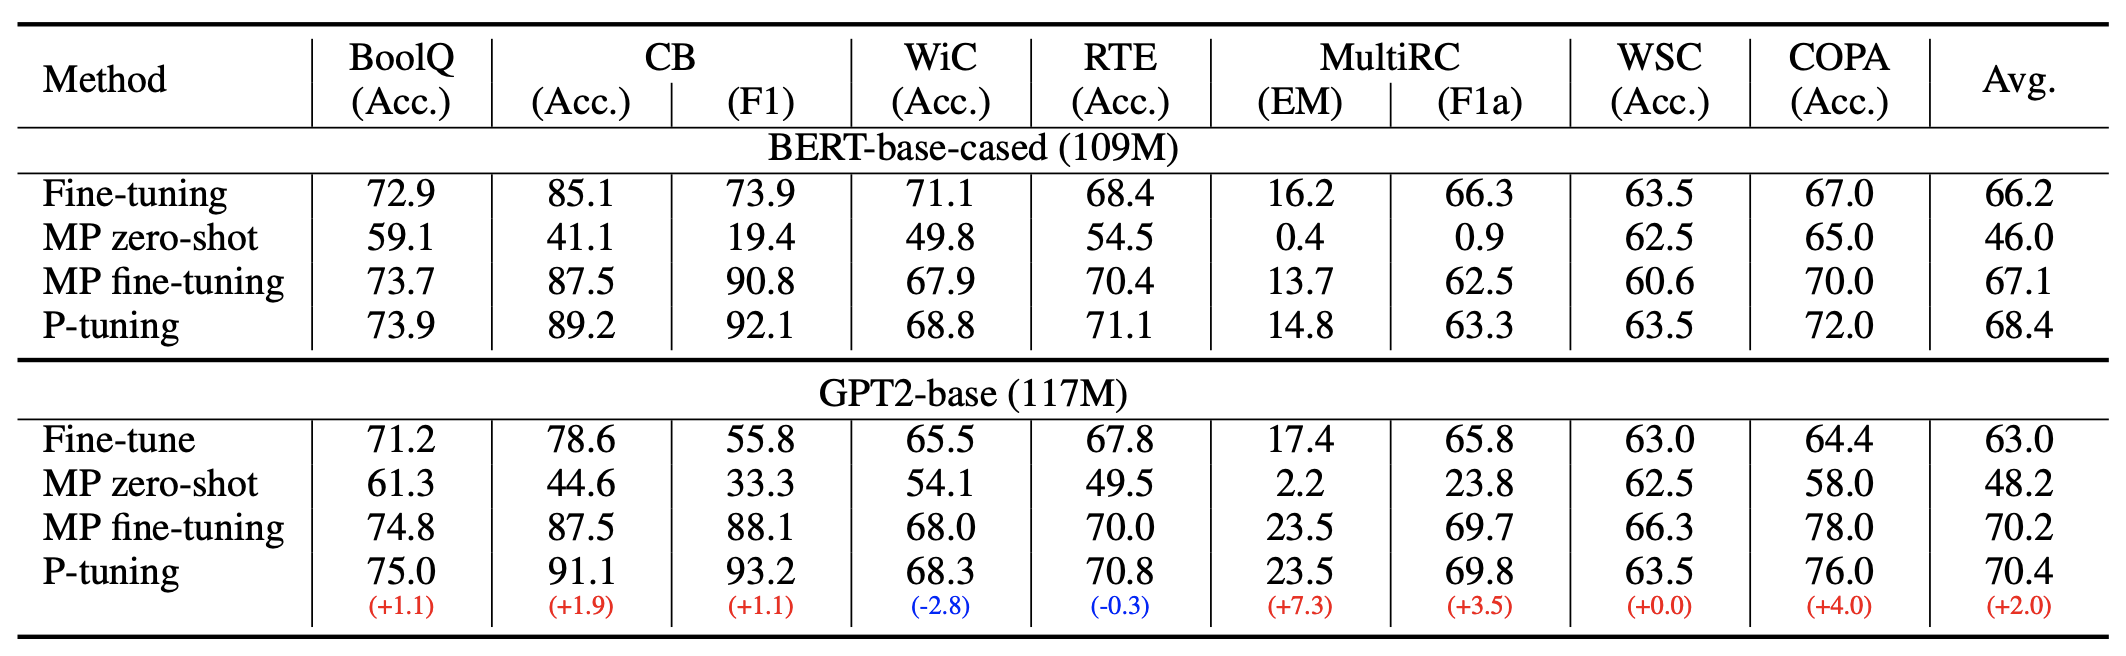 Method BoolQ (Acc.) CB (Acc.) (F1) WiC (Acc.) RTE (Acc.) MultiRC (EM) (F1a) WSC (Acc.) COPA (Acc.) Avg.
BERT-base-cased (109M)
Fine-tuning 72.9 85.1 73.9 71.1 68.4 16.2 66.3 63.5 67.0 66.2
MP zero-shot 59.1 41.1 19.4 49.8 54.5 0.4 0.9 62.5 65.0 46.0
MP fine-tuning 73.7 87.5 90.8 67.9 70.4 13.7 62.5 60.6 70.0 67.1
P-tuning 73.9 89.2 92.1 68.8 71.1 14.8 63.3 63.5 72.0 68.4
GPT2-base (117M)
Fine-tune 71.2 78.6 55.8 65.5 67.8 17.4 65.8 63.0 64.4 63.0
MP zero-shot 61.3 44.6 33.3 54.1 49.5 2.2 23.8 62.5 58.0 48.2
MP fine-tuning 74.8 87.5 88.1 68.0 70.0 23.5 69.7 66.3 78.0 70.2
P-tuning 75.0 91.1 93.2 68.3 70.8 23.5 69.8 63.5 76.0 70.4
(+1.1) (+1.9) (+1.1) (-2.8) (-0.3) (+7.3) (+3.5) (+0.0) (+4.0) (+2.0)